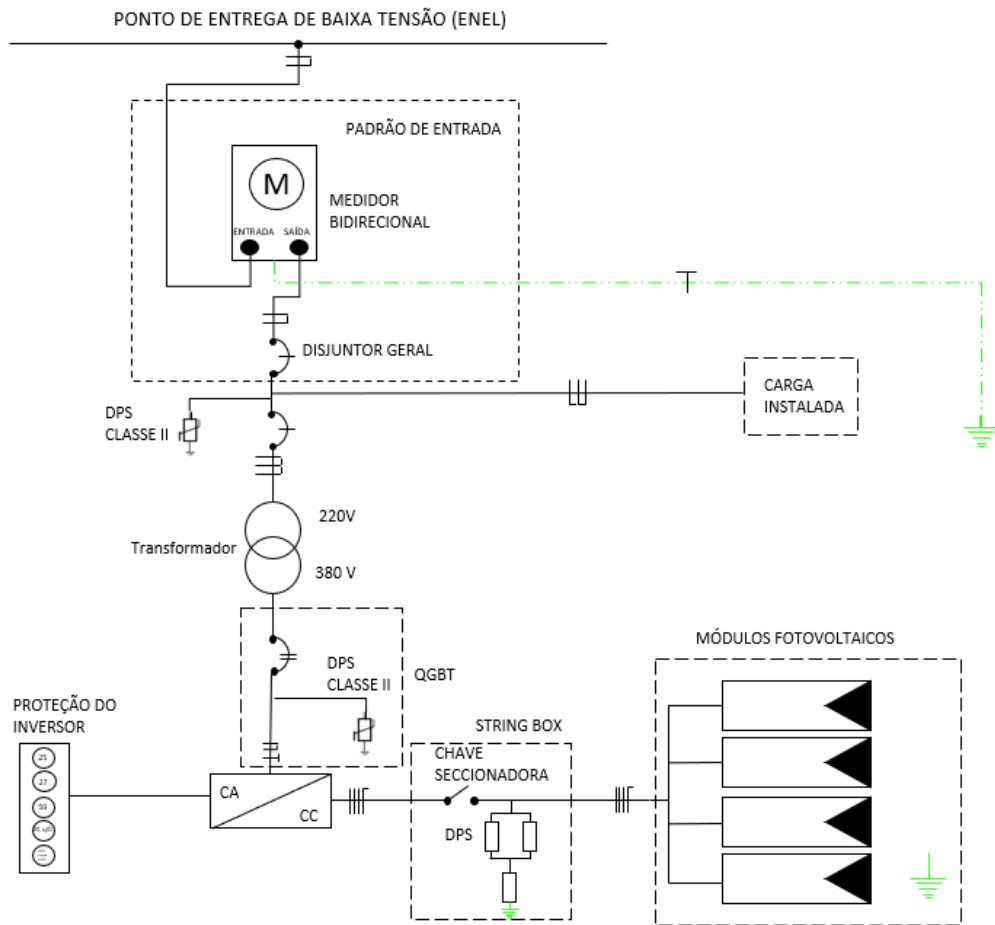 PONTO DE ENTREGA DE BAIXA TENSÃO (ENEL)
PADRÃO DE ENTRADA
M
MEDIDOR
BIDIRECIONAL
ENTRADA SAÍDA
DISJUNTOR GERAL
CARGA
INSTALADA
DPS
CLASSE II
220V
Transformador
380 V
DPS
CLASSE II
QGBT
MÓDULOS FOTOVOLTAICOS
PROTEÇÃO DO
INVERSOR
25
27
59
STRING BOX
CHAVE
SECCIONADORA
CA
CC
DPS